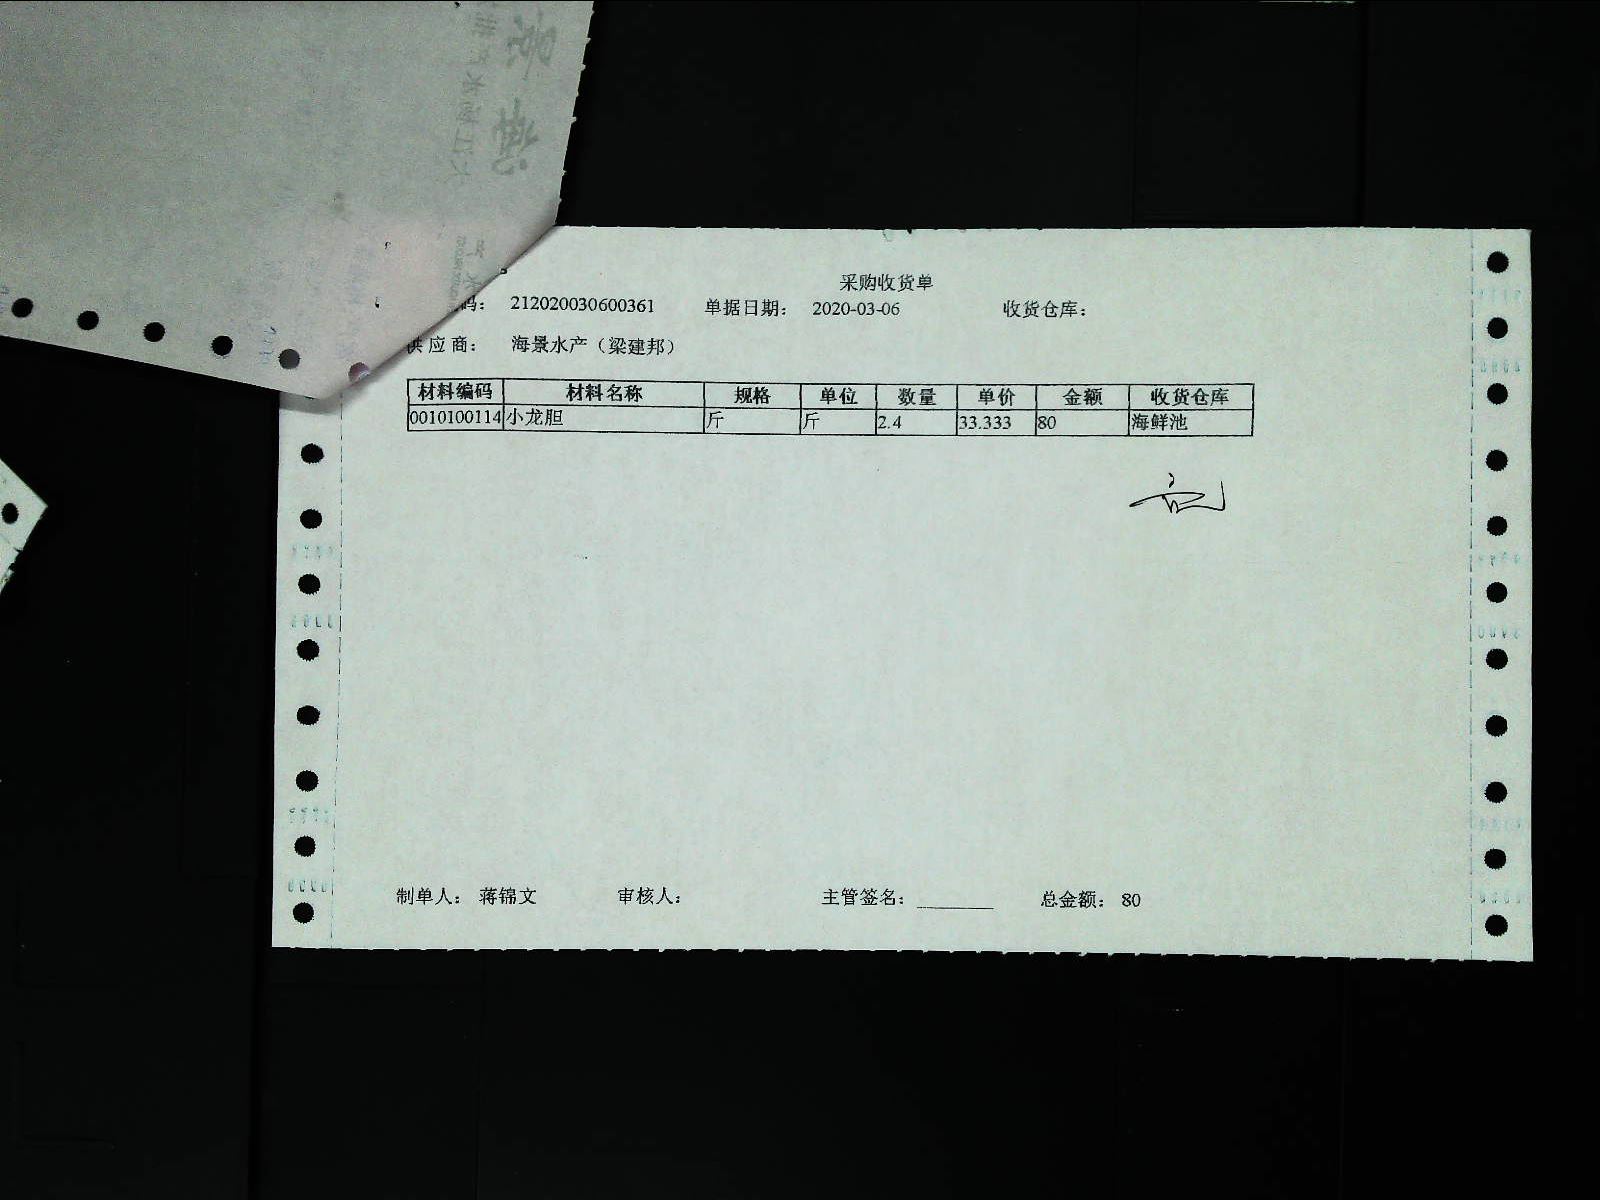 采购收货单
码： 212020030600361 单据日期： 2020-03-06 收货仓库：
供应商： 海景水产（梁建邦）
材料编码 材料名称 规格 单位 数量 单价 金额 收货仓库
0010100114 小龙胆 斤 斤 2.4 33.333 80 海鲜池
制单人： 蒋锦文 审核人： 主管签名： 总金额： 80